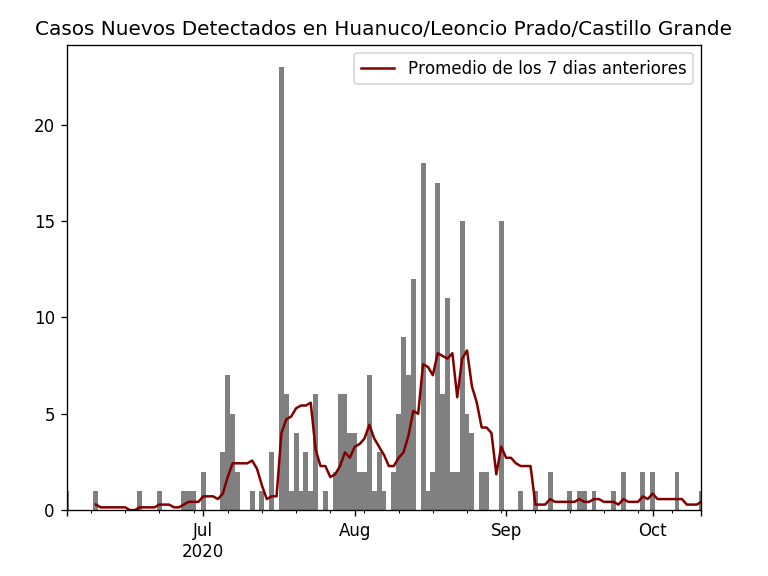 Casos Nuevos Detectados en Huanuco/Leoncio Prado/Castillo Grande
Promedio de los 7 dias anteriores
20
15
10
5
0
Jul Aug Sep Oct
2020